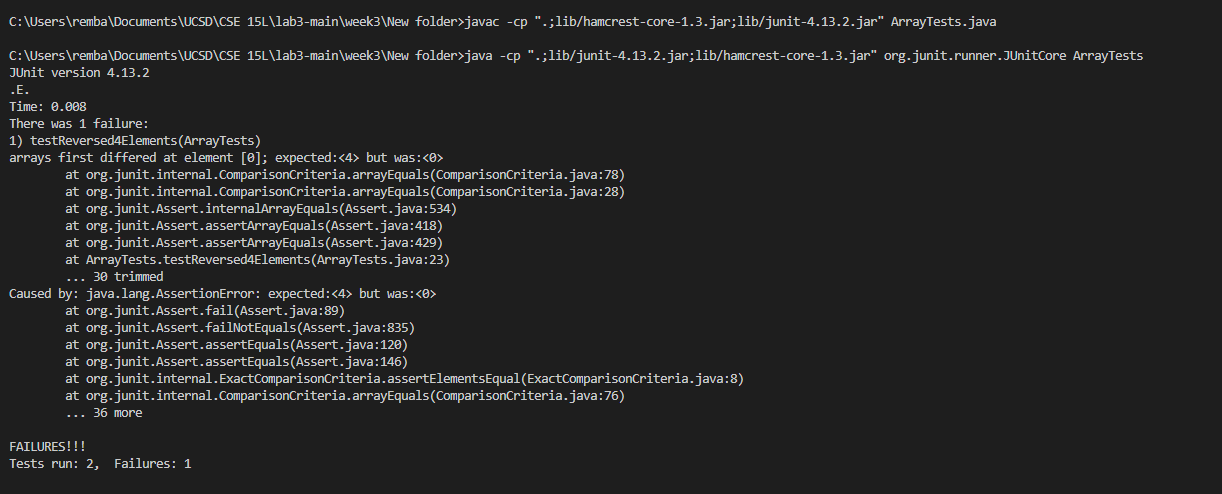 C:\Users\remba\Documents\UCSD\CSE 15L\lab3-main\week3\New folder>javac -cp ".;lib/hamcrest-core-1.3.jar;lib/junit-4.13.2.jar" ArrayTests.java
C:\Users\remba\Documents\UCSD\CSE 15L\lab3-main\week3\New folder>java -cp ".;lib/junit-4.13.2.jar;lib/hamcrest-core-1.3.jar" org.junit.runner.JUnitCore ArrayTests
JUnit version 4.13.2
.E.
Time: 0.008
There was 1 failure:
1) testReversed4Elements(ArrayTests)
arrays first differed at element [0]; expected:<4> but was:<0>
        at org.junit.internal.ComparisonCriteria.arrayEquals(ComparisonCriteria.java:78)
        at org.junit.internal.ComparisonCriteria.arrayEquals(ComparisonCriteria.java:28)
        at org.junit.Assert.internalArrayEquals(Assert.java:534)
        at org.junit.Assert.assertArrayEquals(Assert.java:418)
        at org.junit.Assert.assertArrayEquals(Assert.java:429)
        at ArrayTests.testReversed4Elements(ArrayTests.java:23)
        ... 30 trimmed
Caused by: java.lang.AssertionError: expected:<4> but was:<0>
        at org.junit.Assert.fail(Assert.java:89)
        at org.junit.Assert.failNotEquals(Assert.java:835)
        at org.junit.Assert.assertEquals(Assert.java:120)
        at org.junit.Assert.assertEquals(Assert.java:146)
        at org.junit.internal.ExactComparisonCriteria.assertElementsEqual(ExactComparisonCriteria.java:8)
        at org.junit.internal.ComparisonCriteria.arrayEquals(ComparisonCriteria.java:76)
        ... 36 more
FAILURES!!!
Tests run: 2,  Failures: 1